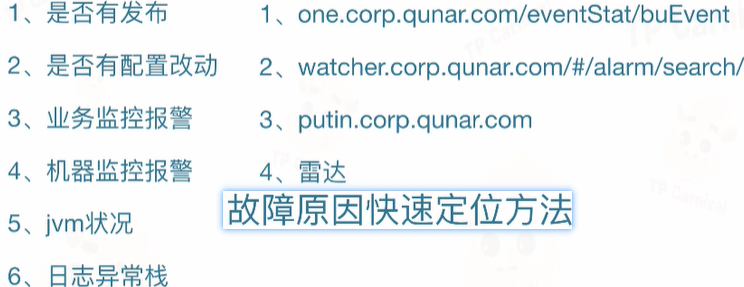 1、是否有发布
2、是否有配置改动
3、业务监控报警
4、机器监控报警
5、jvm状况
6、日志异常栈
1、one.corp.qunar.com/eventStat/buEvent
2、watcher.corp.qunar.com/#/alarm/search/
3、putin.corp.qunar.com
4、雷达
故障原因快速定位方法
TP Carnival